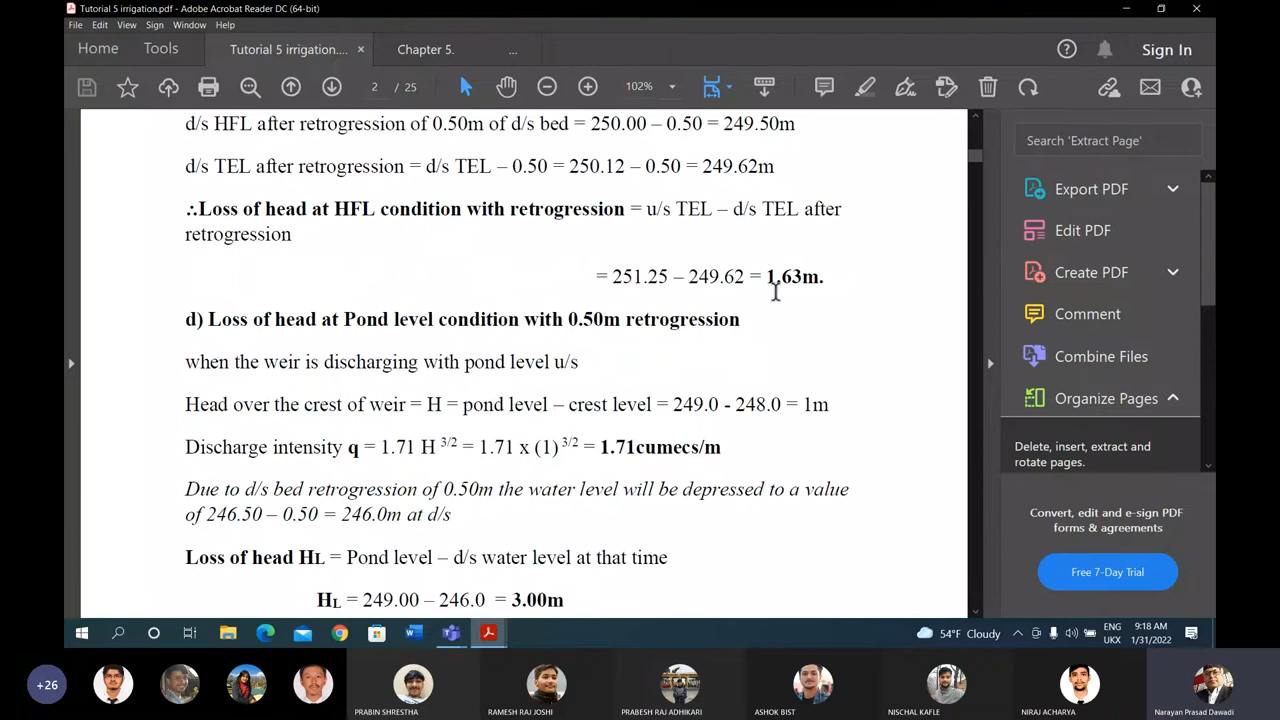 Tutorial 5 irrigation.pdf - Adobe Acrobat Reader DC (64-bit)
File Edit View Sign Window Help
Home Tools Tutorial 5 irrigation.... × Chapter 5. ... Sign In
2 / 25 102%
d/s HFL after retrogression of 0.50m of d/s bed = 250.00 – 0.50 = 249.50m
d/s TEL after retrogression = d/s TEL – 0.50 = 250.12 – 0.50 = 249.62m
∴Loss of head at HFL condition with retrogression = u/s TEL – d/s TEL after
retrogression
= 251.25 – 249.62 = 1.63m.
d) Loss of head at Pond level condition with 0.50m retrogression
when the weir is discharging with pond level u/s
Head over the crest of weir = H = pond level – crest level = 249.0 - 248.0 = 1m
Discharge intensity q = 1.71 H 3/2 = 1.71 x (1) 3/2 = 1.71cumecs/m
Due to d/s bed retrogression of 0.50m the water level will be depressed to a value
of 246.50 – 0.50 = 246.0m at d/s
Loss of head HL = Pond level – d/s water level at that time
HL = 249.00 – 246.0 = 3.00m
Search 'Extract Page'
Export PDF
Edit PDF
Create PDF
Comment
Combine Files
Organize Pages
Delete, insert, extract and
rotate pages.
Convert, edit and e-sign PDF
forms & agreements
Free 7-Day Trial
54°F Cloudy
ENG
UKX
9:18 AM
1/31/2022
+26
PRABIN SHRESTHA
RAMESH RAJ JOSHI
PRABESH RAJ ADHIKARI
ASHOK BIST
NISCHAL KAFLE
NIRAJ ACHARYA
Narayan Prasad Dawadi